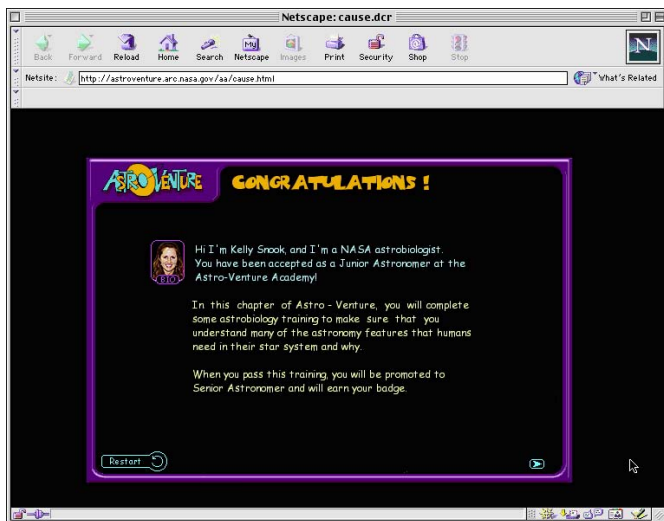 Netscape: cause.dcr
Back Forward Reload Home Search Netscape Images Print Security Shop Stop
My
N
Netsite: http://astroventure.arc.nasa.gov/aa/cause.html What's Related
ASTRO VENTURE CONGRATULATIONS !
Hi I'm Kelly Snook, and I'm a NASA astrobiologist.
You have been accepted as a Junior Astronomer at the
Astro-Venture Academy!
BIO
In this chapter of Astro - Venture, you will complete
some astrobiology training to make sure that you
understand many of the astronomy features that humans
need in their star system and why.
When you pass this training, you will be promoted to
Senior Astronomer and will earn your badge.
Restart